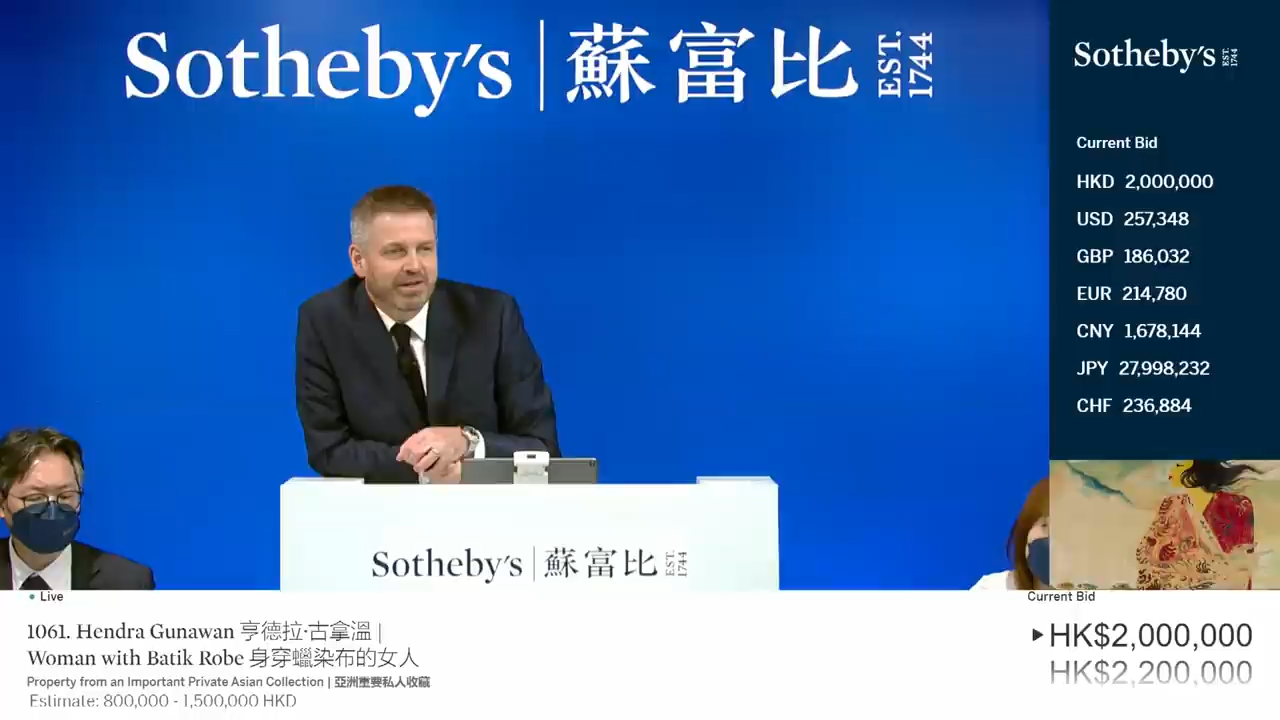 Sotheby's | 蘇富比 EST. 1744
Sotheby's EST. 1744
Current Bid
HKD 2,000,000
USD 257,348
GBP 186,032
EUR 214,780
CNY 1,678,144
JPY 27,998,232
CHF 236,884
Sotheby's | 蘇富比 EST. 1744
• Live
1061. Hendra Gunawan 亨德拉·古拿溫 |
Woman with Batik Robe 身穿蠟染布的女人
Property from an Important Private Asian Collection | 亞洲重要私人收藏
Estimate: 800,000 - 1,500,000 HKD
Current Bid
HK$2,000,000
HK$2,200,000